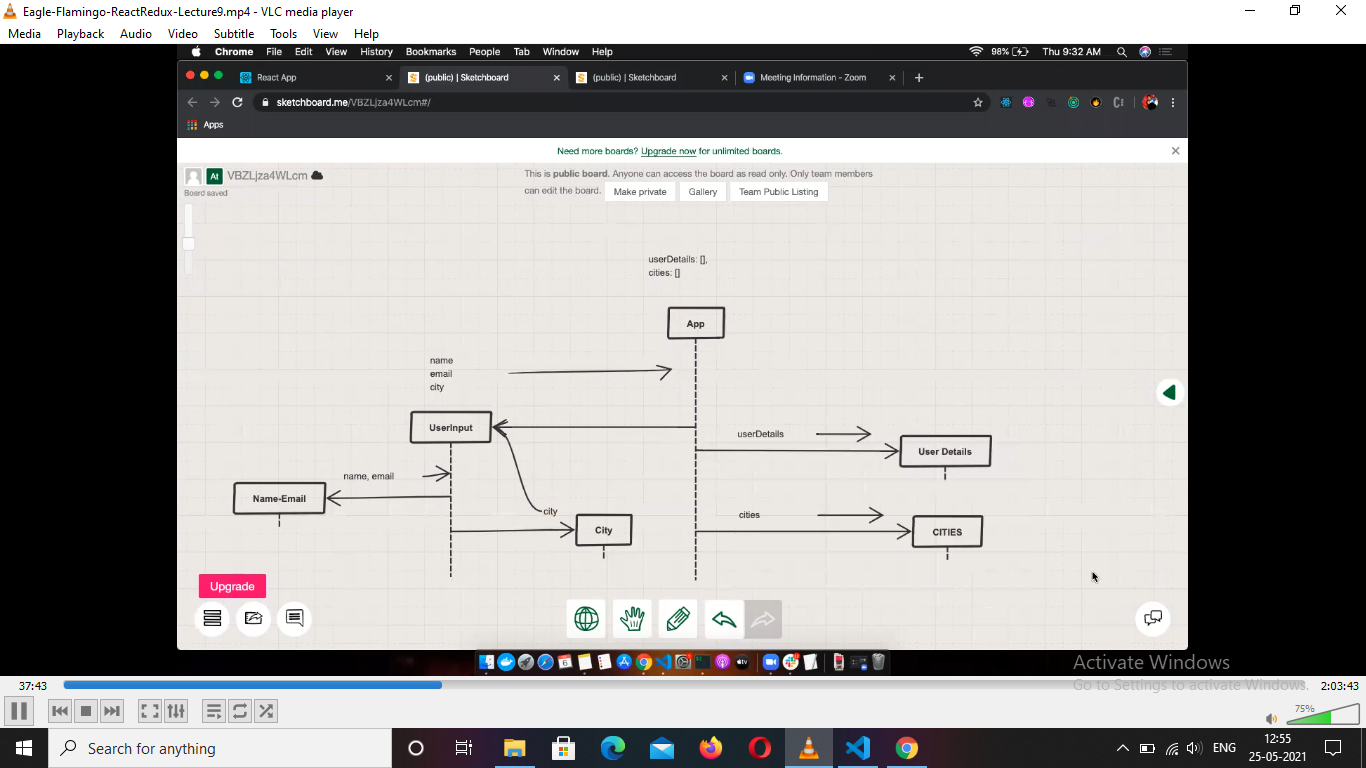 Eagle-Flamingo-ReactRedux-Lecture9.mp4 - VLC media player
Media Playback Audio Video Subtitle Tools View Help
Chrome File Edit View History Bookmarks People Tab Window Help 98% Thu 9:32 AM
React App (public) | Sketchboard (public) | Sketchboard Meeting Information - Zoom
sketchboard.me/VBZLjza4WLcm#/
Apps
Need more boards? Upgrade now for unlimited boards.
At VBZLjza4WLcm
Board saved
This is public board. Anyone can access the board as read only. Only team members
can edit the board. Make private Gallery Team Public Listing
userDetails: [],
cities: []
App
name
email
city
UserInput
userDetails
User Details
name, email
Name-Email
city
cities
City
CITIES
Upgrade
Activate Windows
Go to Settings to activate Windows.
37:43 2:03:43
75%
Search for anything
ENG
12:55
25-05-2021